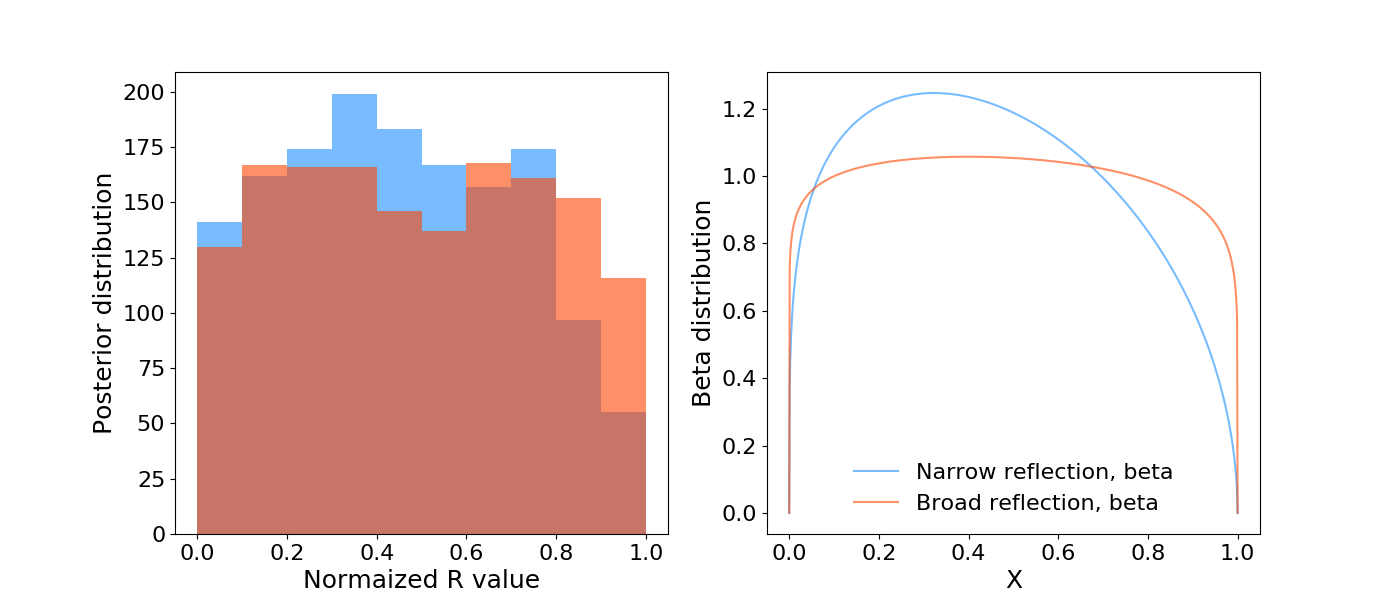 Posterior distribution
200
175
150
125
100
75
50
25
0
0.0 0.2 0.4 0.6 0.8 1.0
Normaized R value
Beta distribution
1.2
1.0
0.8
0.6
0.4
0.2
0.0
Narrow reflection, beta
Broad reflection, beta
0.0 0.2 0.4 0.6 0.8 1.0
X